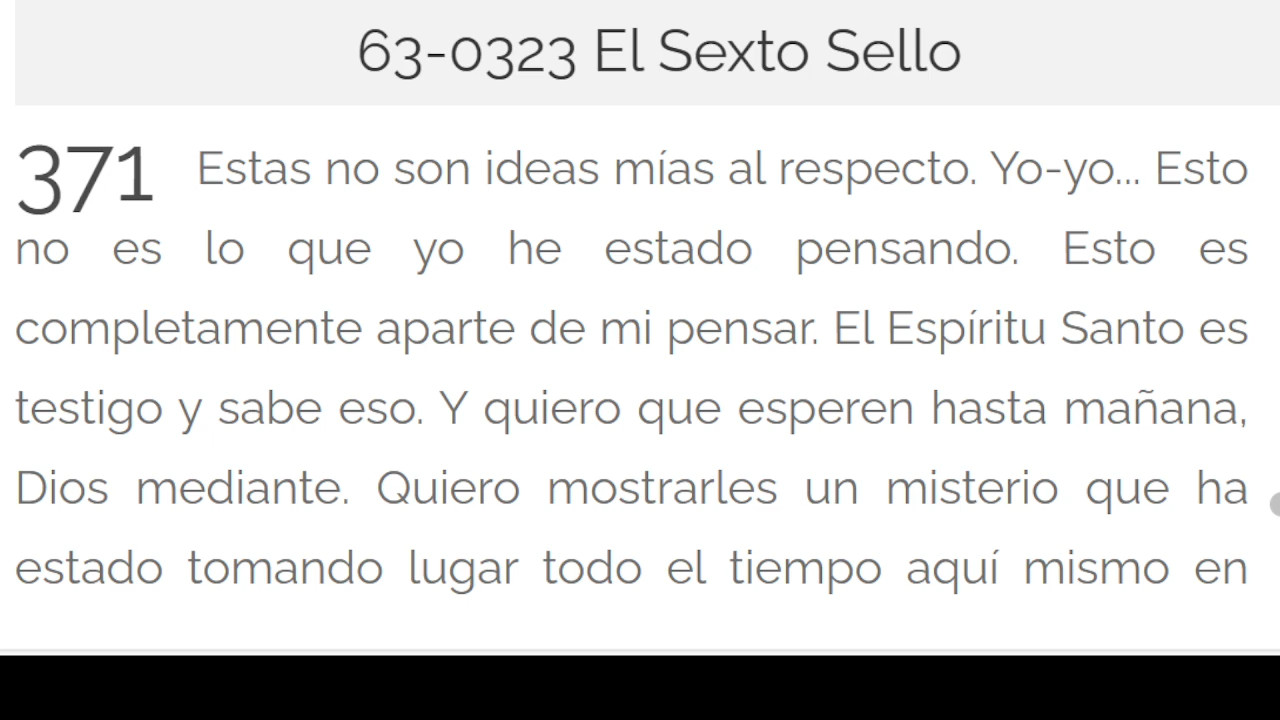 63-0323 El Sexto Sello
371 Estas no son ideas mías al respecto. Yo-yo... Esto
no es lo que yo he estado pensando. Esto es
completamente aparte de mi pensar. El Espíritu Santo es
testigo y sabe eso. Y quiero que esperen hasta mañana,
Dios mediante. Quiero mostrarles un misterio que ha
estado tomando lugar todo el tiempo aquí mismo en